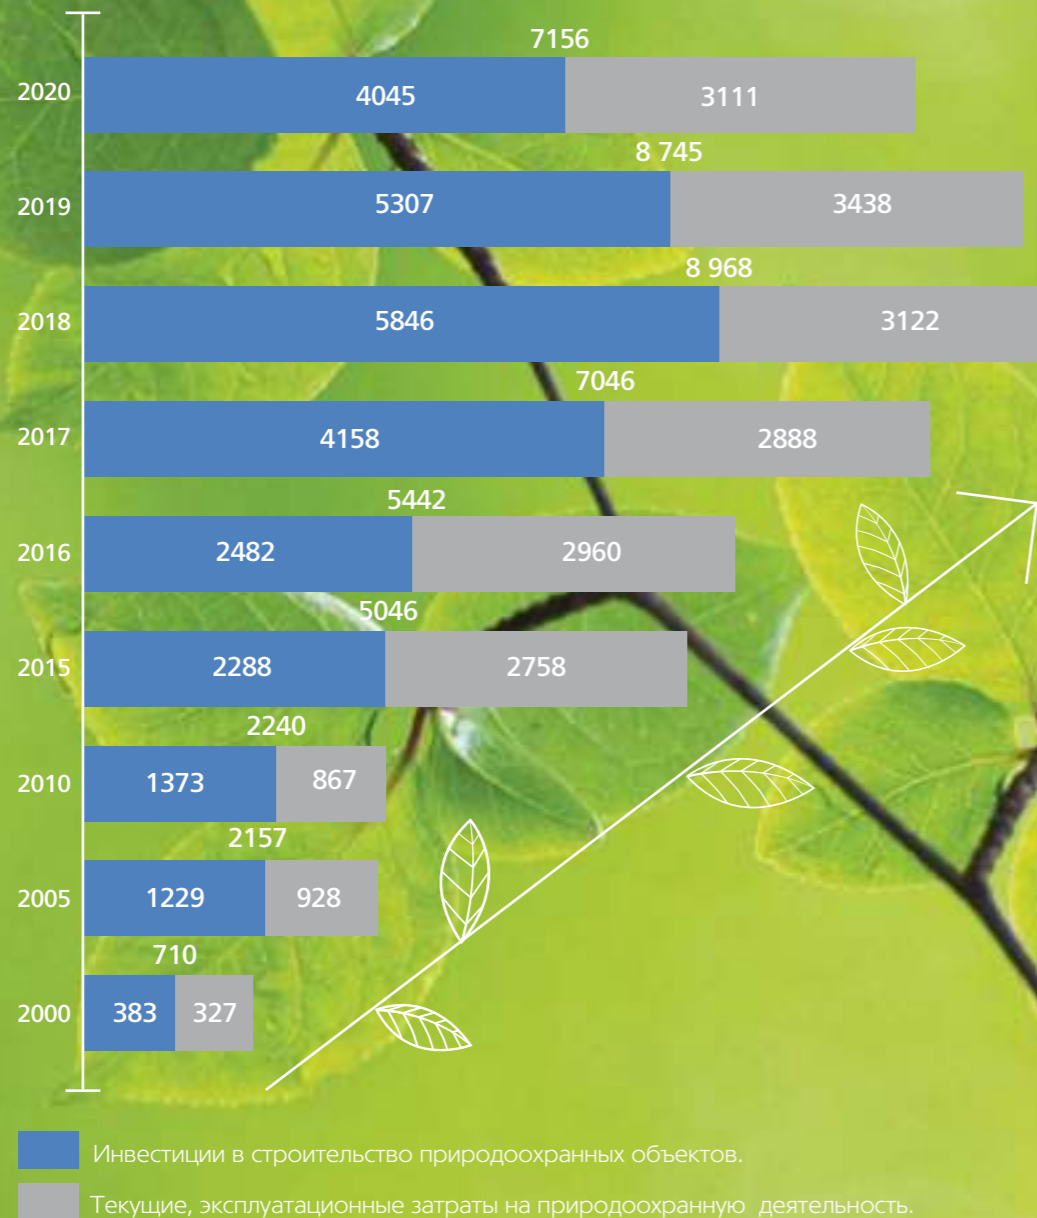 7156
2020 4045 3111
8 745
2019 5307 3438
8 968
2018 5846 3122
7046
2017 4158 2888
5442
2016 2482 2960
5046
2015 2288 2758
2240
2010 1373 867
2157
2005 1229 928
710
2000 383 327
Инвестиции в строительство природоохранных объектов.
Текущие, эксплуатационные затраты на природоохранную деятельность.